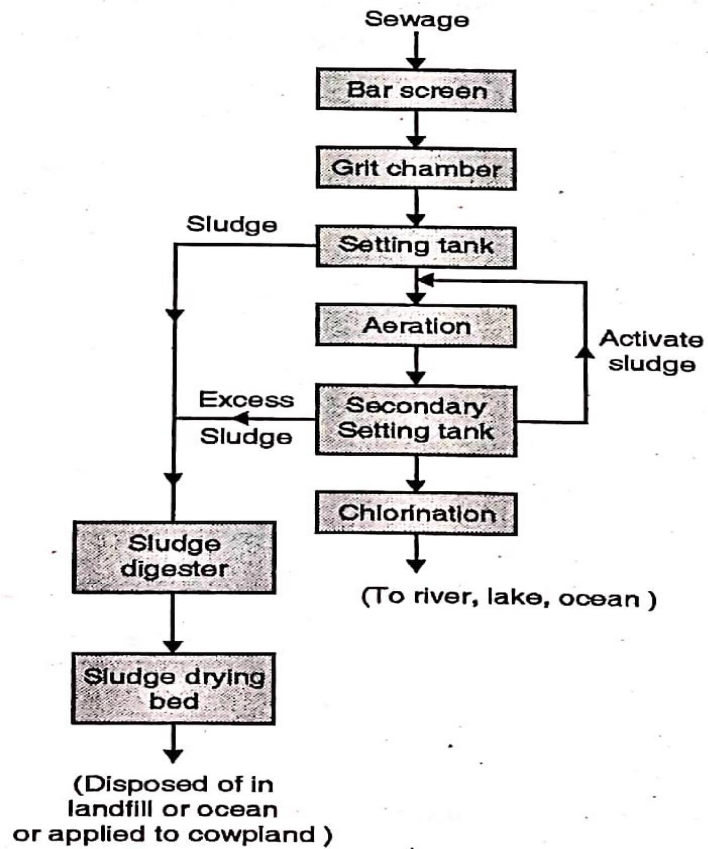 Sewage
Bar screen
Grit chamber
Sludge
Setting tank
Aeration
Activate
sludge
Excess
Sludge
Secondary
Setting tank
Chlorination
(To river, lake, ocean )
Sludge
digester
Sludge drying
bed
(Disposed of in
landfill or ocean
or applied to cowpland )